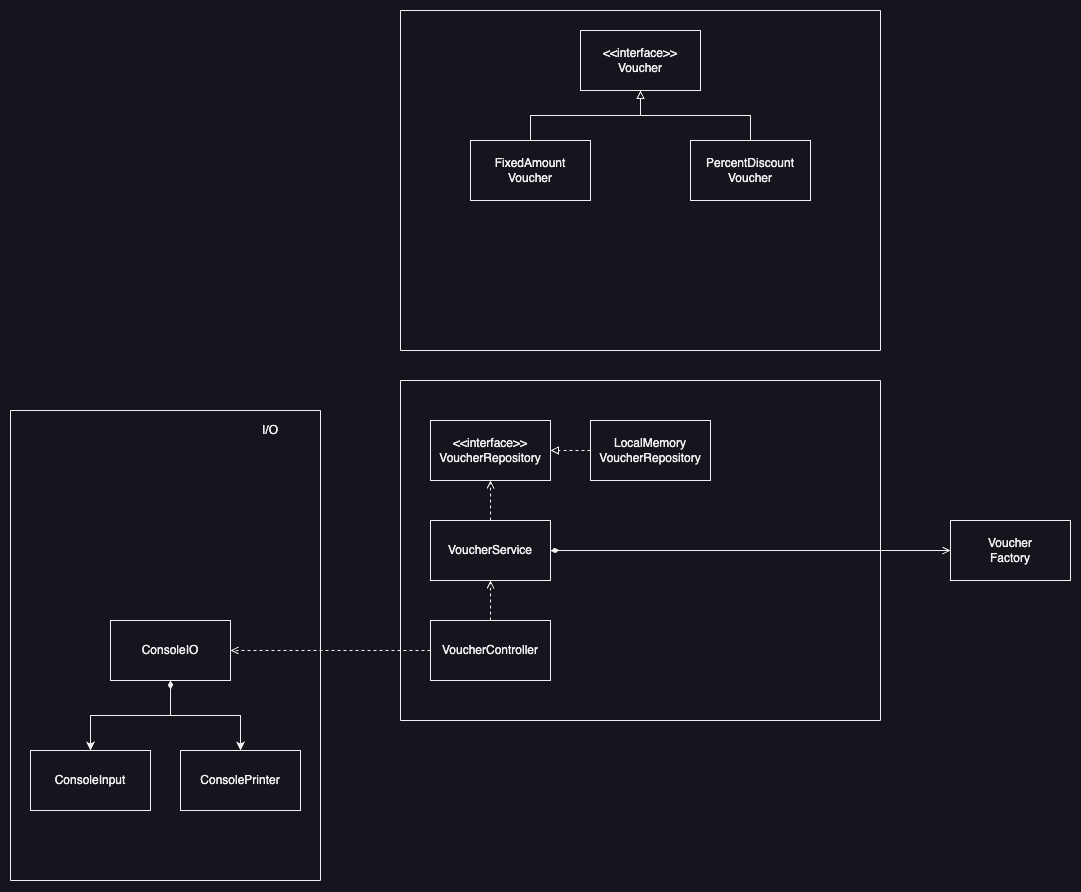 <<interface>>
Voucher
FixedAmount
Voucher
PercentDiscount
Voucher
I/O
<<interface>>
VoucherRepository
LocalMemory
VoucherRepository
VoucherService
Voucher
Factory
ConsoleIO
VoucherController
ConsoleInput
ConsolePrinter